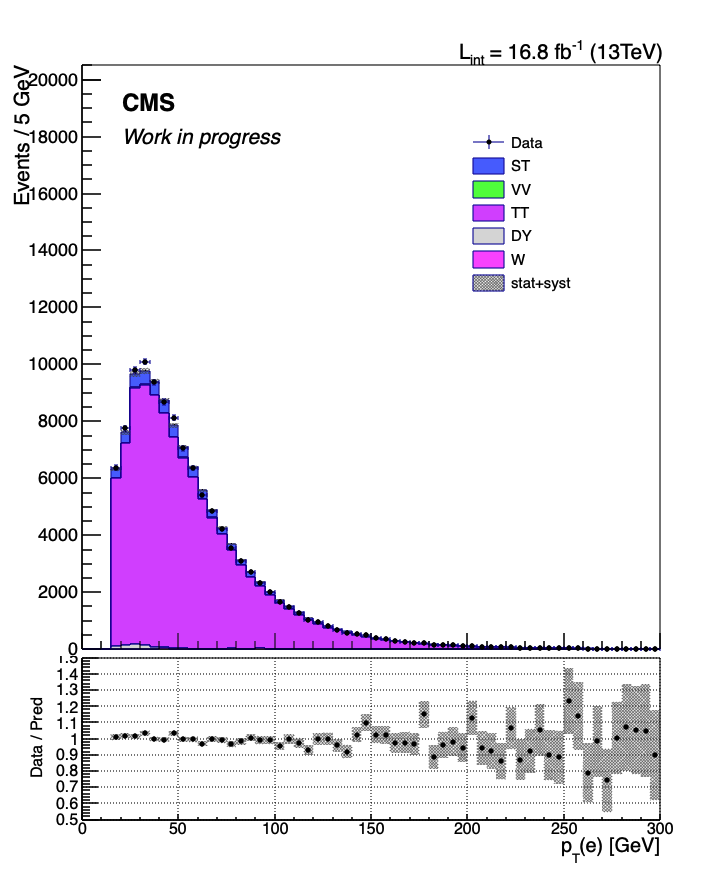 L_int = 16.8 fb^-1 (13TeV)
Events / 5 GeV
20000
18000
16000
14000
12000
10000
8000
6000
4000
2000
0
CMS
Work in progress
Data
ST
VV
TT
DY
W
stat+syst
Data / Pred
1.5
1.4
1.3
1.2
1.1
1
0.9
0.8
0.7
0.6
0.5
0 50 100 150 200 250 300
p_T(e) [GeV]